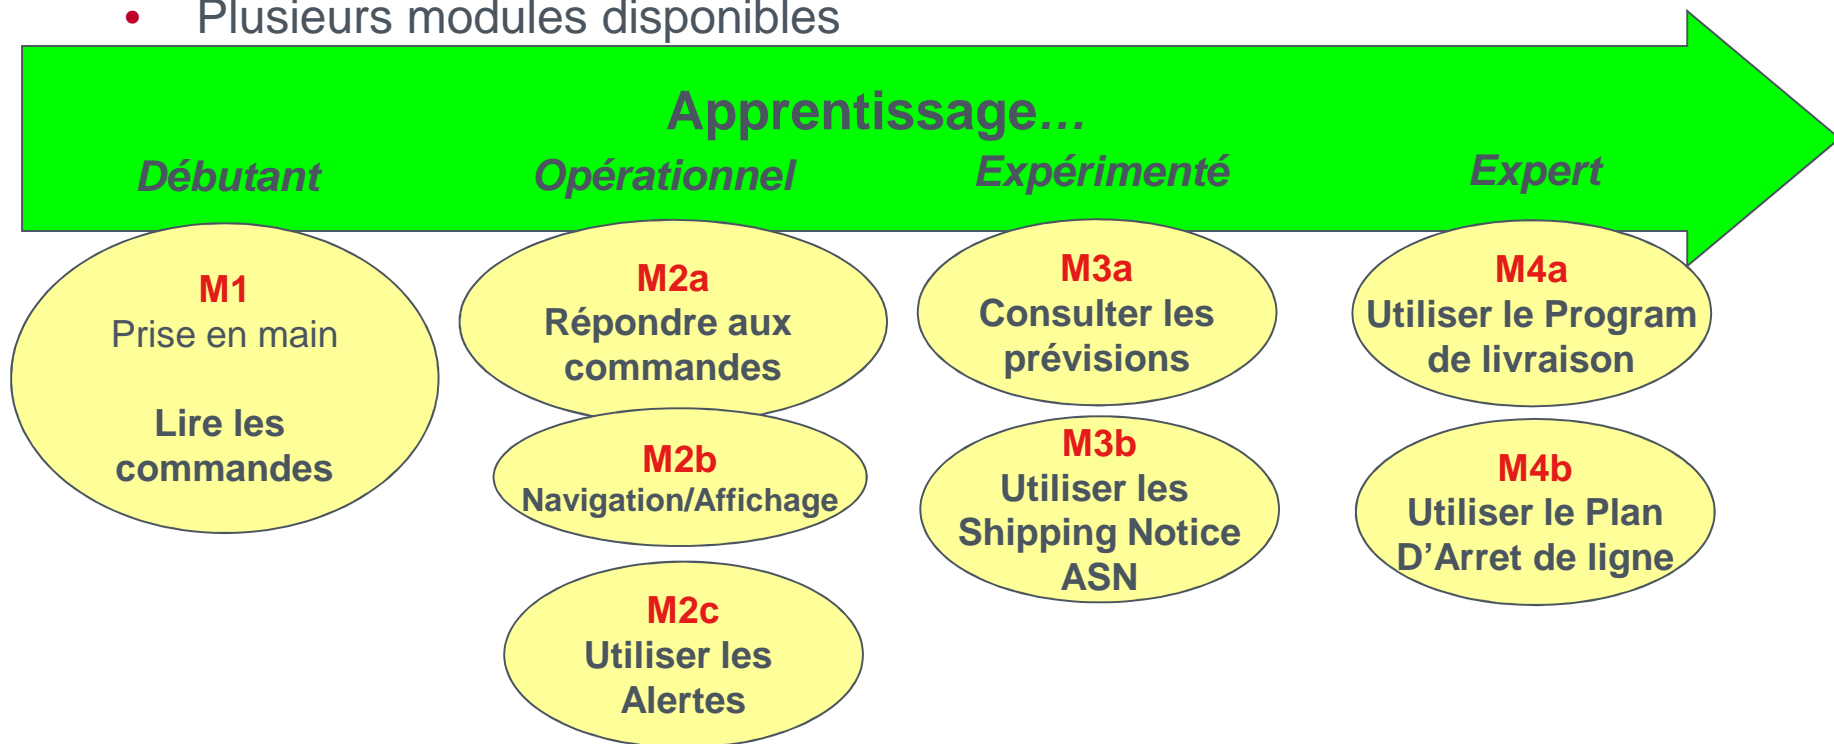 • Plusieurs modules disponibles
Apprentissage...
Débutant
Opérationnel
Expérimenté
Expert
M1
Prise en main
Lire les
commandes
M2a
Répondre aux
commandes
M2b
Navigation/Affichage
M2c
Utiliser les
Alertes
M3a
Consulter les
prévisions
M3b
Utiliser les
Shipping Notice
ASN
M4a
Utiliser le Program
de livraison
M4b
Utiliser le Plan
D’Arret de ligne